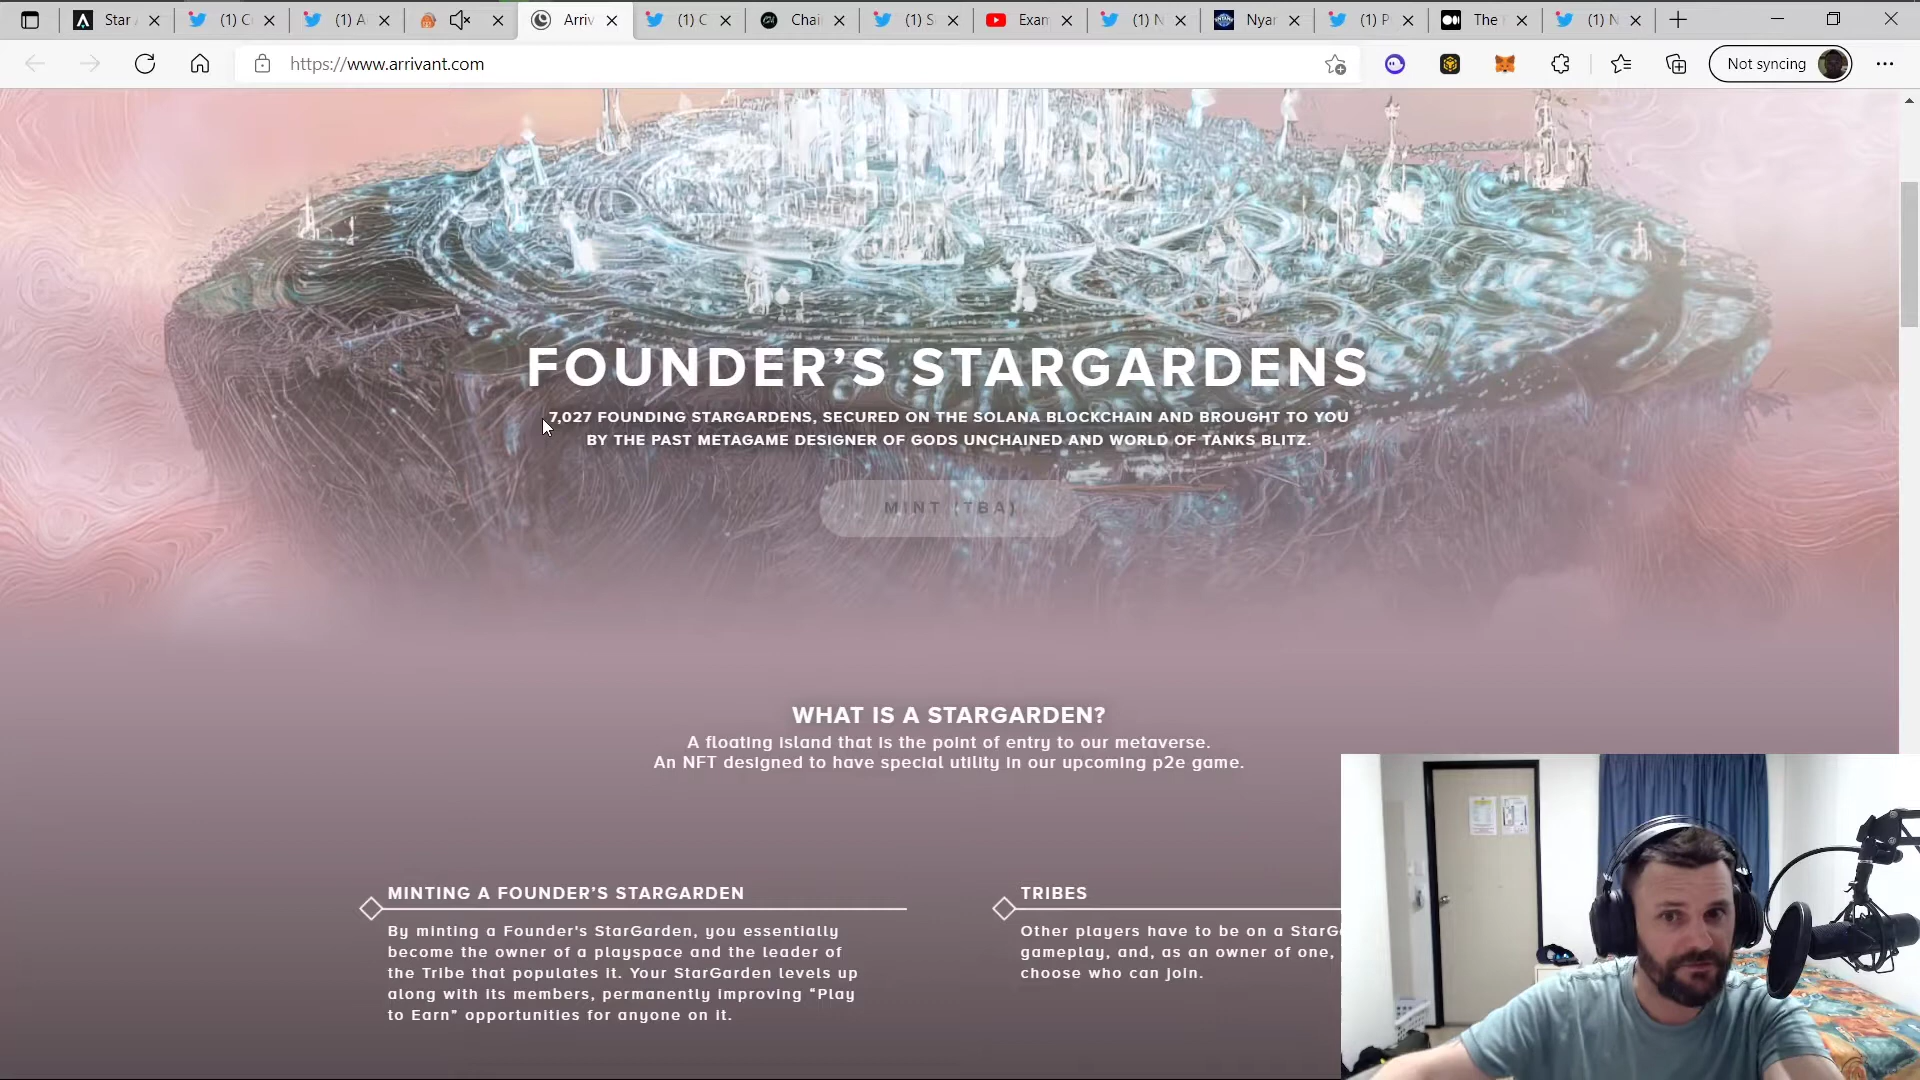 Star
(1) C
(1) A
Arriv
(1) C
Chai
(1) S
Exam
(1) N
Nyar
(1) P
The
(1) N
https://www.arrivant.com
Not syncing
FOUNDER'S STARGARDENS
7,027 FOUNDING STARGARDENS, SECURED ON THE SOLANA BLOCKCHAIN AND BROUGHT TO YOU
BY THE PAST METAGAME DESIGNER OF GODS UNCHAINED AND WORLD OF TANKS BLITZ.
MINT (TBA)
WHAT IS A STARGARDEN?
A floating island that is the point of entry to our metaverse.
An NFT designed to have special utility in our upcoming p2e game.
MINTING A FOUNDER'S STARGARDEN
By minting a Founder's StarGarden, you essentially
become the owner of a playspace and the leader of
the Tribe that populates it. Your StarGarden levels up
along with its members, permanently improving "Play
to Earn" opportunities for anyone on it.
TRIBES
Other players have to be on a StarG
gameplay, and, as an owner of one,
choose who can join.